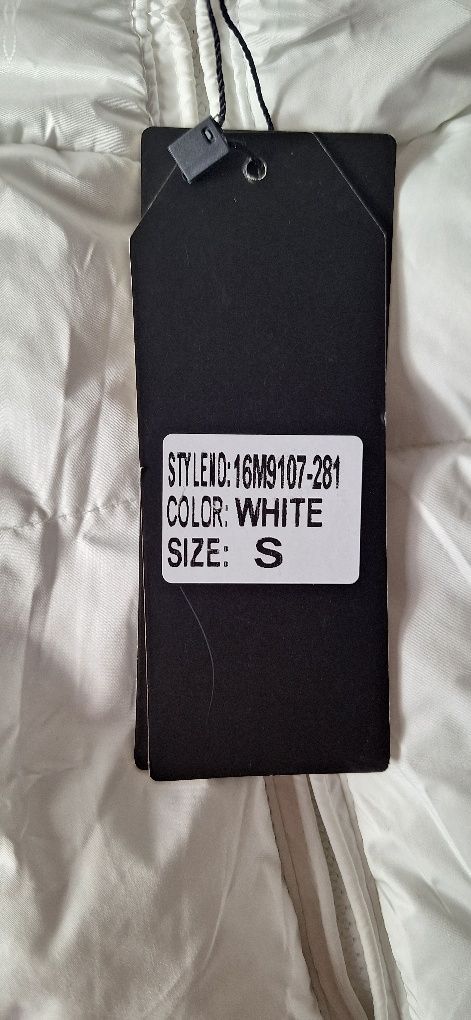 STYLENO: 16M9107-281
COLOR: WHITE
SIZE: S